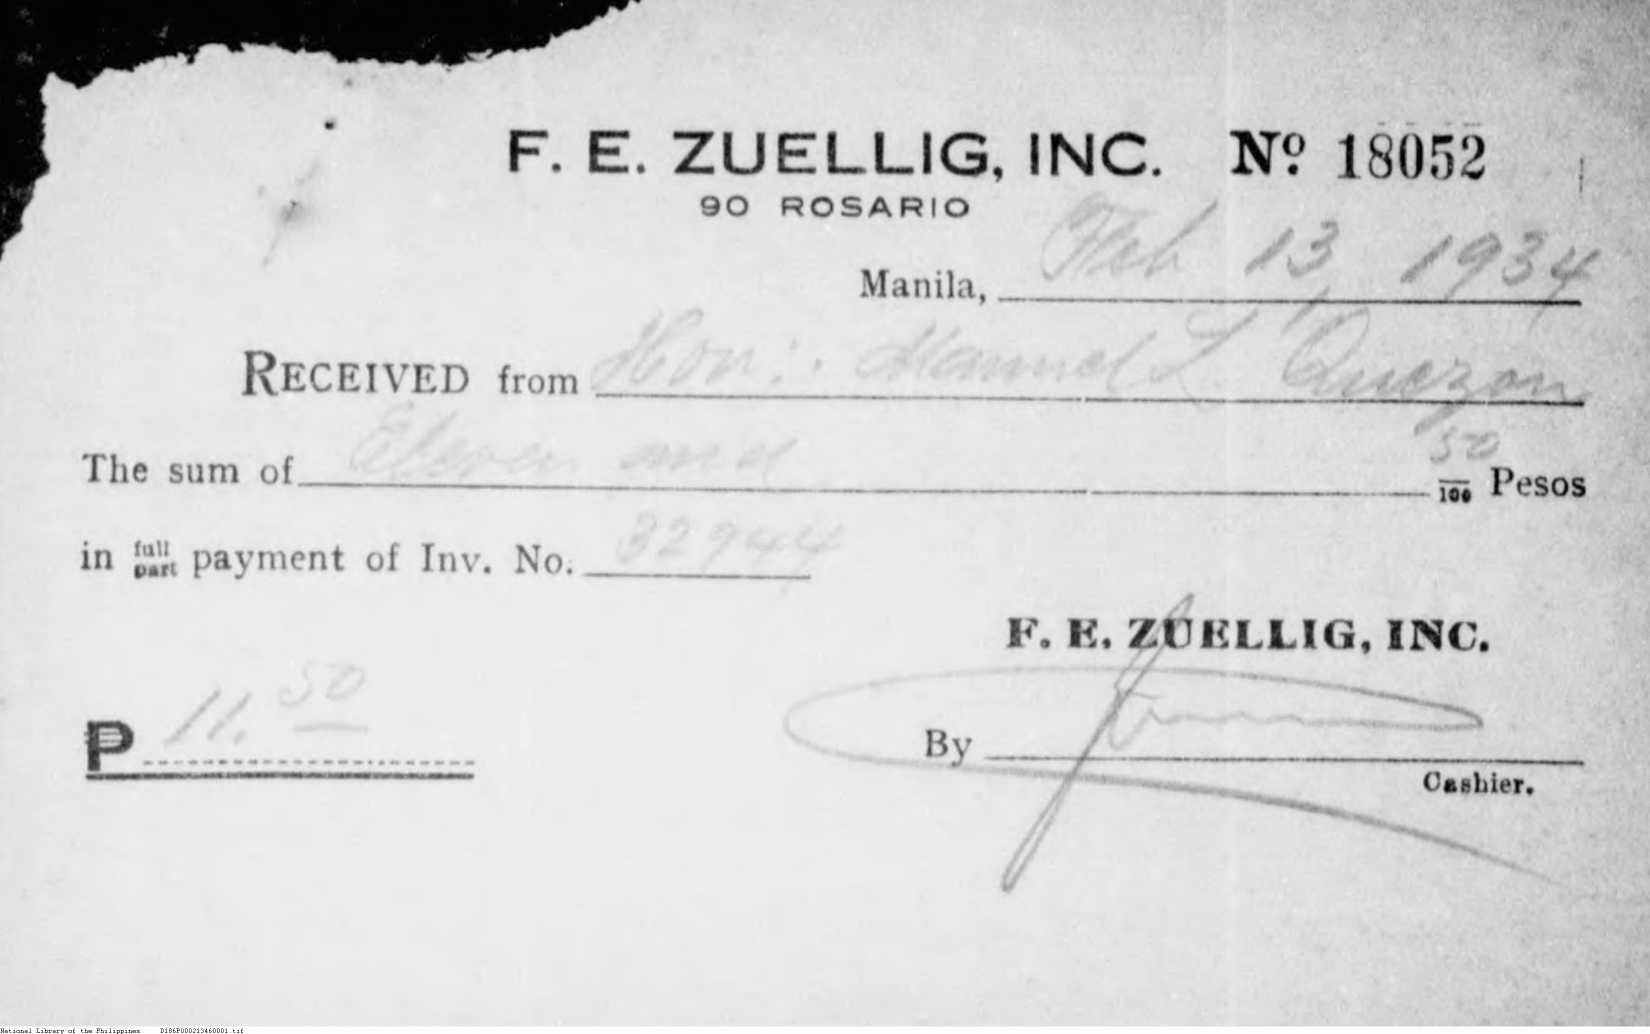 F. E. ZUELLIG, INC. Nº 18052
90 ROSARIO
Manila, Feb 13, 1934
RECEIVED from Hon: Manuel L Quezon
The sum of Eleven and 50/100 Pesos
in full part payment of Inv. No. 32944
F. E. ZUELLIG, INC.
₱ 11.50
By
Cashier.
National Library of the Philippines D186P000213460001.tif